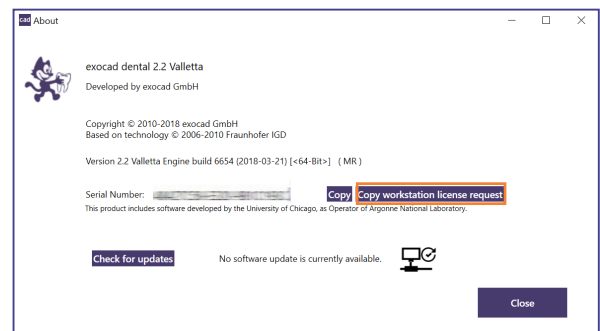 cad About
exocad dental 2.2 Valletta
Developed by exocad GmbH
Copyright © 2010-2018 exocad GmbH
Based on technology © 2006-2010 Fraunhofer IGD
Version 2.2 Valletta Engine build 6654 (2018-03-21) [<64-Bit>] ( MR )
Serial Number: Copy Copy workstation license request
This product includes software developed by the University of Chicago, as Operator of Argonne National Laboratory.
Check for updates No software update is currently available.
Close